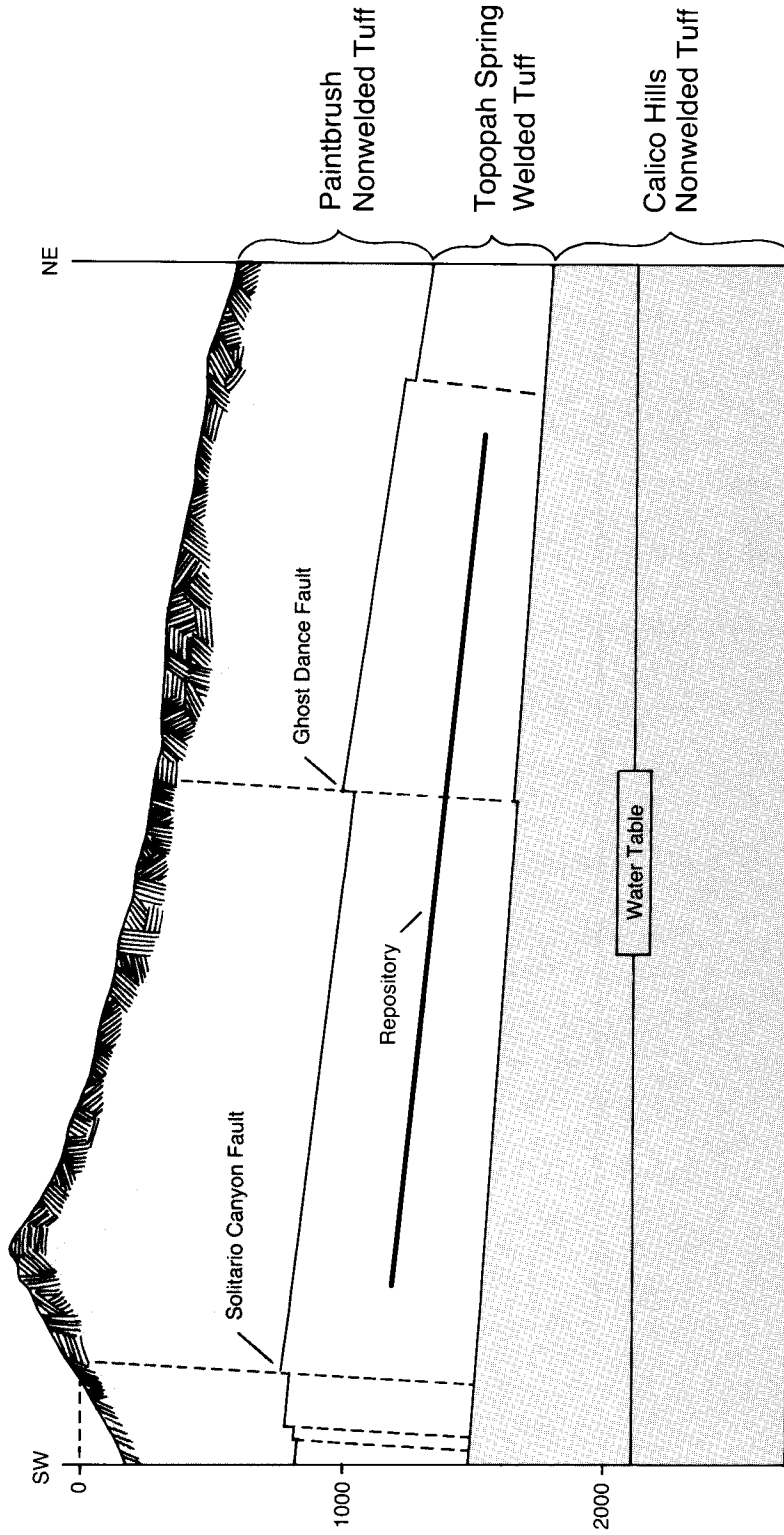 SW
NE
0
1000
2000
Solitario Canyon Fault
Ghost Dance Fault
Repository
Water Table
Paintbrush
Nonwelded Tuff
Topopah Spring
Welded Tuff
Calico Hills
Nonwelded Tuff